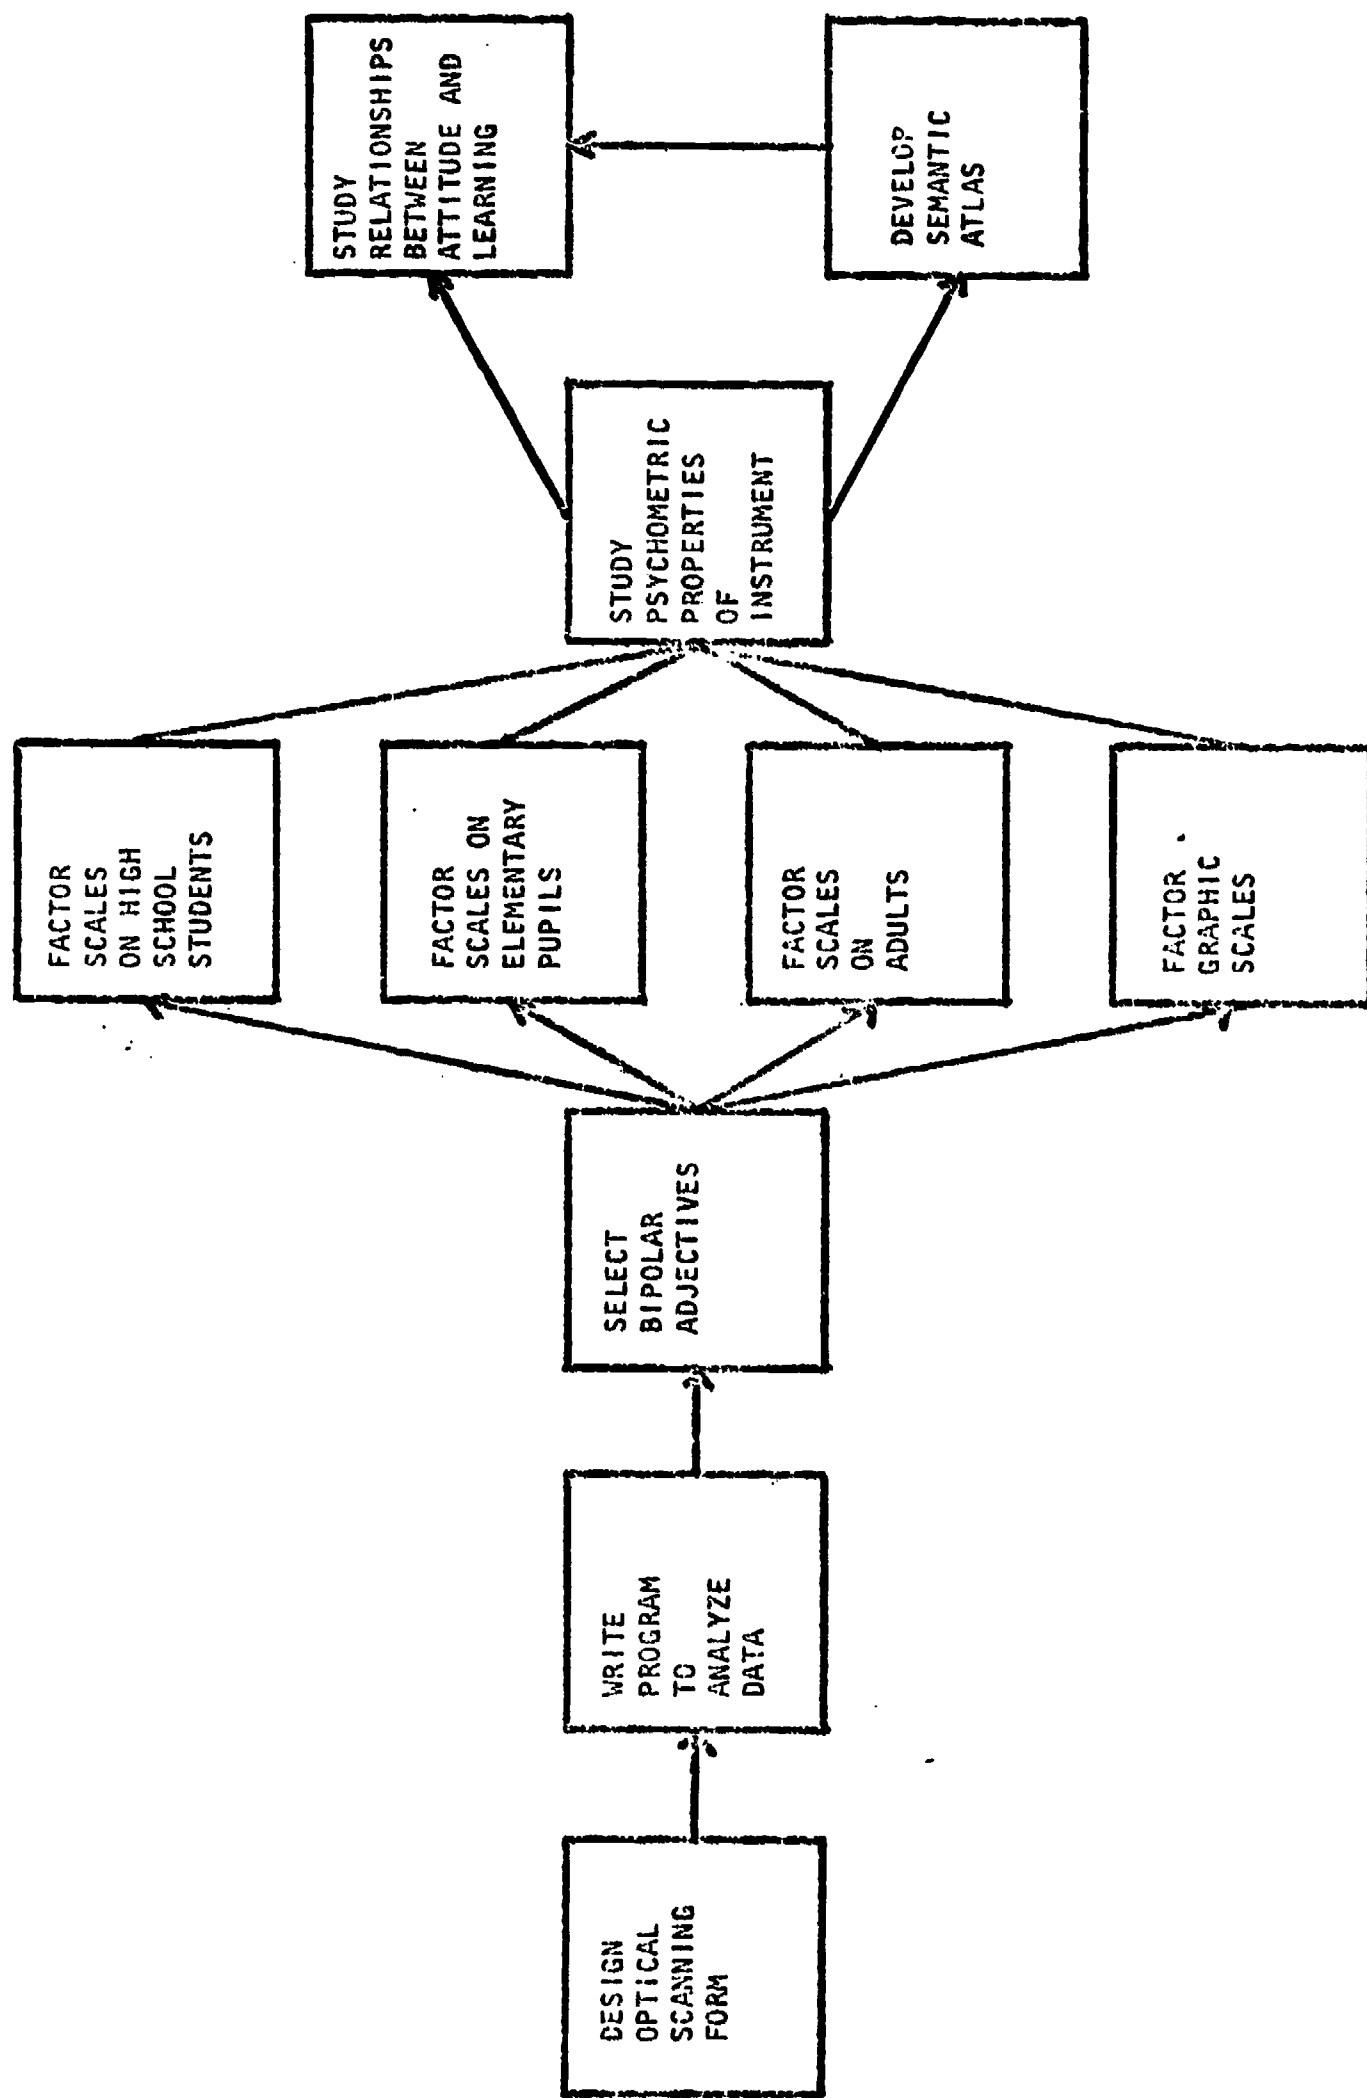 DESIGN
OPTICAL
SCANNING
FORM
WRITE
PROGRAM
TO
ANALYZE
DATA
SELECT
BIPOLAR
ADJECTIVES
FACTOR
SCALES
ON HIGH
SCHOOL
STUDENTS
FACTOR
SCALES ON
ELEMENTARY
PUPILS
FACTOR
SCALES
ON
ADULTS
FACTOR
GRAPHIC
SCALES
STUDY
PSYCHOMETRIC
PROPERTIES
OF
INSTRUMENT
STUDY
RELATIONSHIPS
BETWEEN
ATTITUDE AND
LEARNING
DEVELOP
SEMANTIC
ATLAS